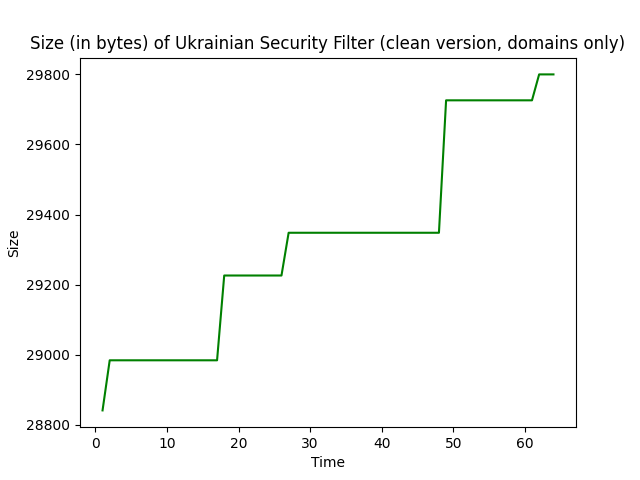 Size (in bytes) of Ukrainian Security Filter (clean version, domains only)
29800
29600
29400
29200
29000
28800
Size
0 10 20 30 40 50 60
Time